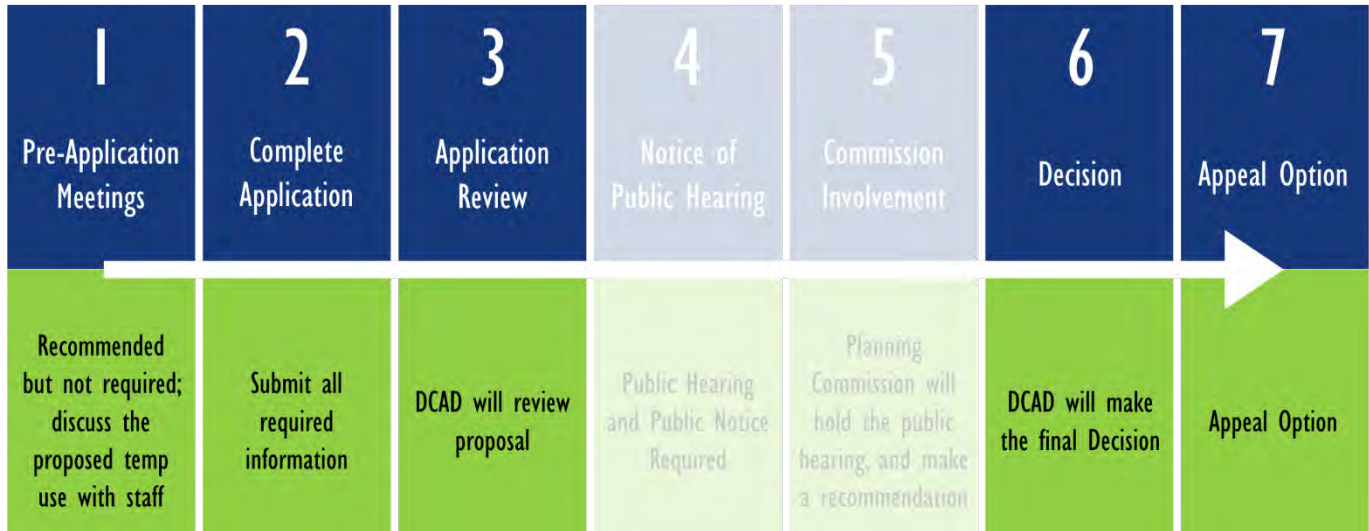 1
Pre-Application
Meetings
2
Complete
Application
3
Application
Review
4
Notice of
Public Hearing
5
Commission
Involvement
6
Decision
7
Appeal Option
Recommended
but not required;
discuss the
proposed temp
use with staff
Submit all
required
information
DCAD will review
proposal
Public Hearing
and Public Notice
Required
Planning
Commission will
hold the public
hearing, and make
a recommendation
DCAD will make
the final Decision
Appeal Option